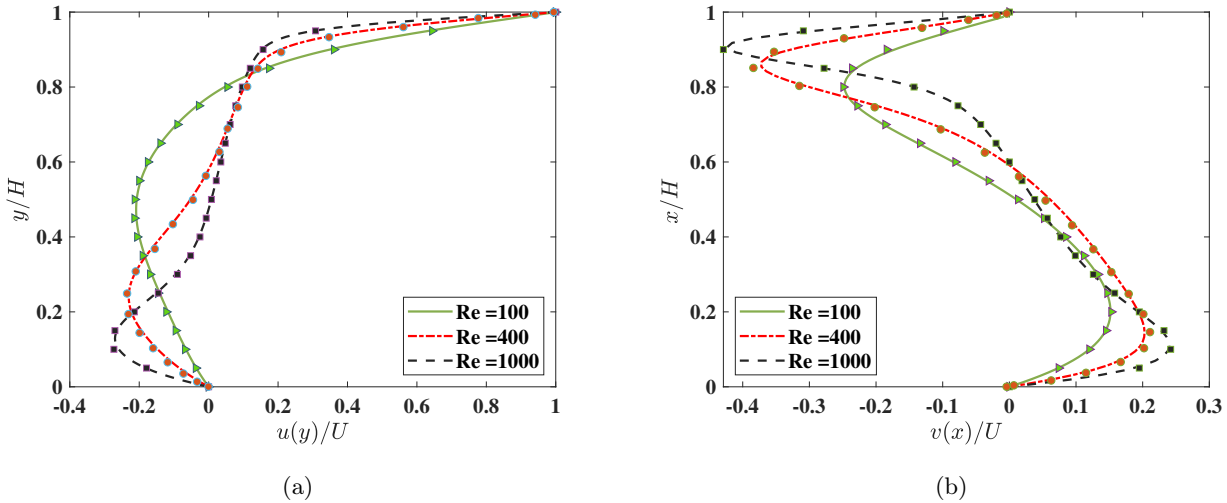 1
0.8
0.6
0.4
0.2
0
y/H
-0.4 -0.2 0 0.2 0.4 0.6 0.8 1
u(y)/U
Re =100
Re =400
Re =1000
(a)
1
0.8
0.6
0.4
0.2
0
x/H
-0.4 -0.3 -0.2 -0.1 0 0.1 0.2 0.3
v(x)/U
Re =100
Re =400
Re =1000
(b)